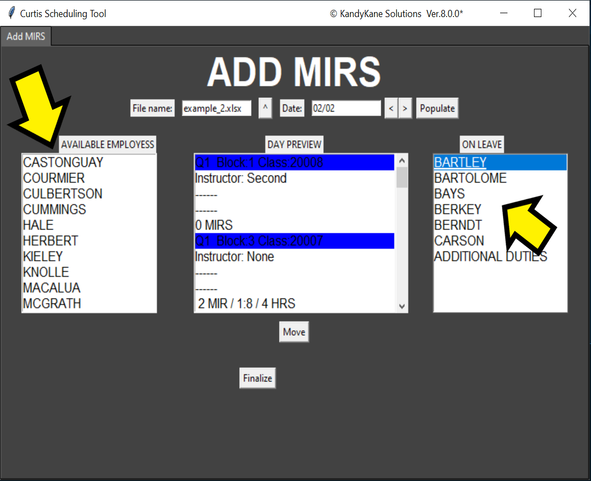 Curtis Scheduling Tool
© KandyKane Solutions Ver.8.0.0*
Add MIRS
ADD MIRS
File name: example_2.xlsx ^ Date: 02/02 < > Populate
AVAILABLE EMPLOYESS
CASTONGUAY
COURMIER
CULBERTSON
CUMMINGS
HALE
HERBERT
KIELEY
KNOLLE
MACALUA
MCGRATH
DAY PREVIEW
Q1 Block:1 Class:20008
Instructor: Second
------
------
0 MIRS
Q1 Block:3 Class:20007
Instructor: None
------
------
2 MIR / 1:8 / 4 HRS
ON LEAVE
BARTLEY
BARTOLOME
BAYS
BERKEY
BERNDT
CARSON
ADDITIONAL DUTIES
Move
Finalize